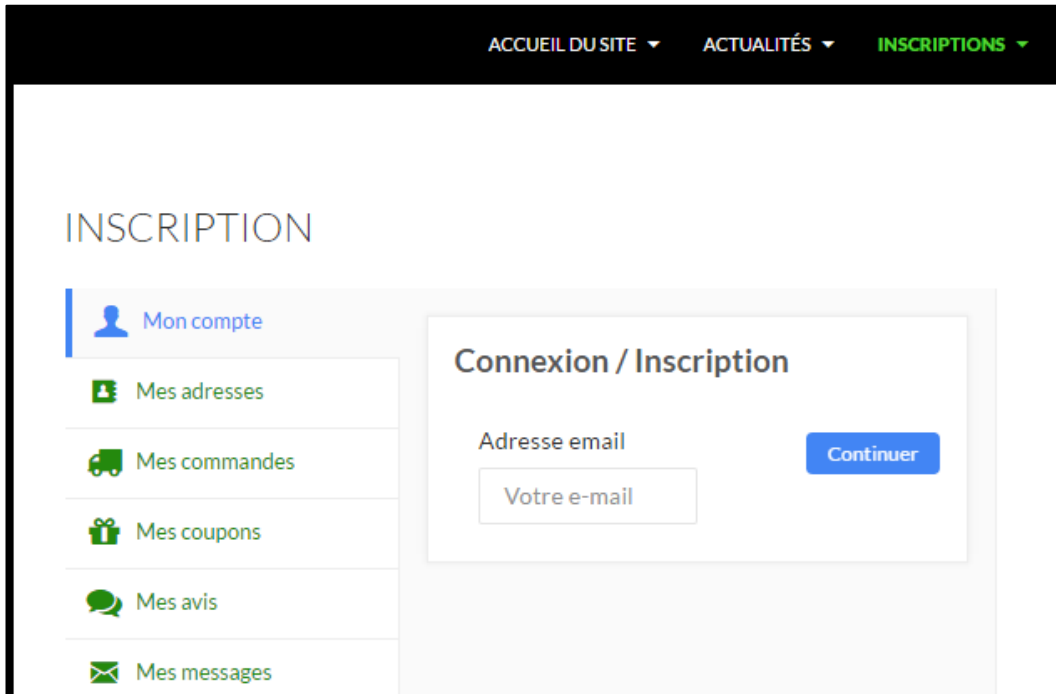 ACCUEIL DU SITE ACTUALITÉS INSCRIPTIONS
INSCRIPTION
Mon compte
Mes adresses
Mes commandes
Mes coupons
Mes avis
Mes messages
Connexion / Inscription
Adresse email
Votre e-mail
Continuer